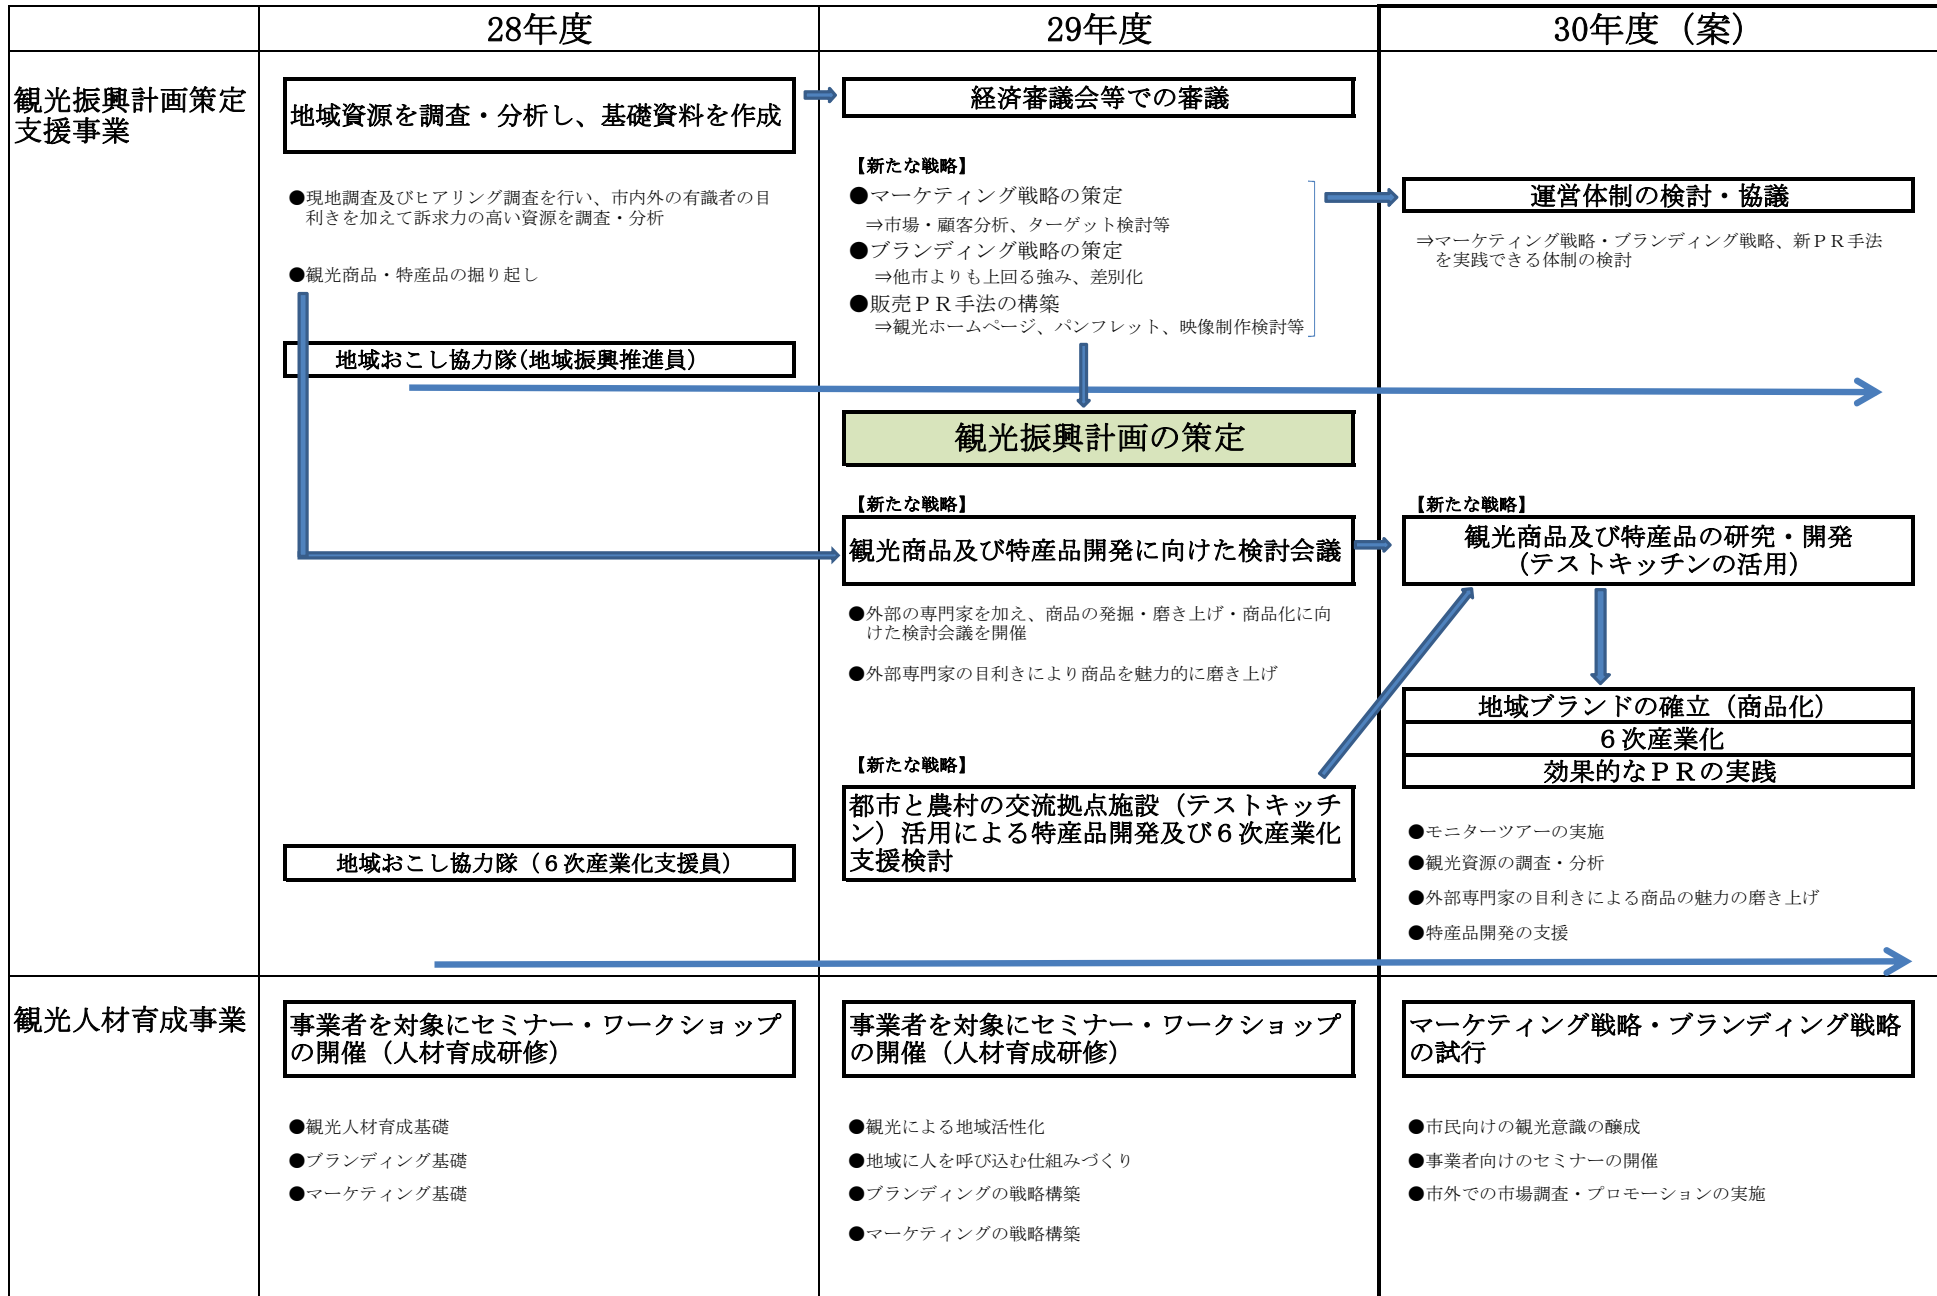 28年度
29年度
30年度（案）
観光振興計画策定
支援事業
地域資源を調査・分析し、基礎資料を作成
●現地調査及びヒアリング調査を行い、市内外の有識者の目
利きを加えて訴求力の高い資源を調査・分析
●観光商品・特産品の掘り起し
地域おこし協力隊（地域振興推進員）
地域おこし協力隊（６次産業化支援員）
経済審議会等での審議
【新たな戦略】
●マーケティング戦略の策定
⇒市場・顧客分析、ターゲット検討等
●ブランディング戦略の策定
⇒他市よりも上回る強み、差別化
●販売ＰＲ手法の構築
⇒観光ホームページ、パンフレット、映像制作検討等
観光振興計画の策定
【新たな戦略】
観光商品及び特産品開発に向けた検討会議
●外部の専門家を加え、商品の発掘・磨き上げ・商品化に向
けた検討会議を開催
●外部専門家の目利きにより商品を魅力的に磨き上げ
【新たな戦略】
都市と農村の交流拠点施設（テストキッチ
ン）活用による特産品開発及び６次産業化
支援検討
運営体制の検討・協議
⇒マーケティング戦略・ブランディング戦略、新ＰＲ手法
を実践できる体制の検討
【新たな戦略】
観光商品及び特産品の研究・開発
（テストキッチンの活用）
地域ブランドの確立（商品化）
６次産業化
効果的なＰＲの実践
●モニターツアーの実施
●観光資源の調査・分析
●外部専門家の目利きによる商品の魅力の磨き上げ
●特産品開発の支援
観光人材育成事業
事業者を対象にセミナー・ワークショップ
の開催（人材育成研修）
●観光人材育成基礎
●ブランディング基礎
●マーケティング基礎
事業者を対象にセミナー・ワークショップ
の開催（人材育成研修）
●観光による地域活性化
●地域に人を呼び込む仕組みづくり
●ブランディングの戦略構築
●マーケティングの戦略構築
マーケティング戦略・ブランディング戦略
の試行
●市民向けの観光意識の醸成
●事業者向けのセミナーの開催
●市外での市場調査・プロモーションの実施